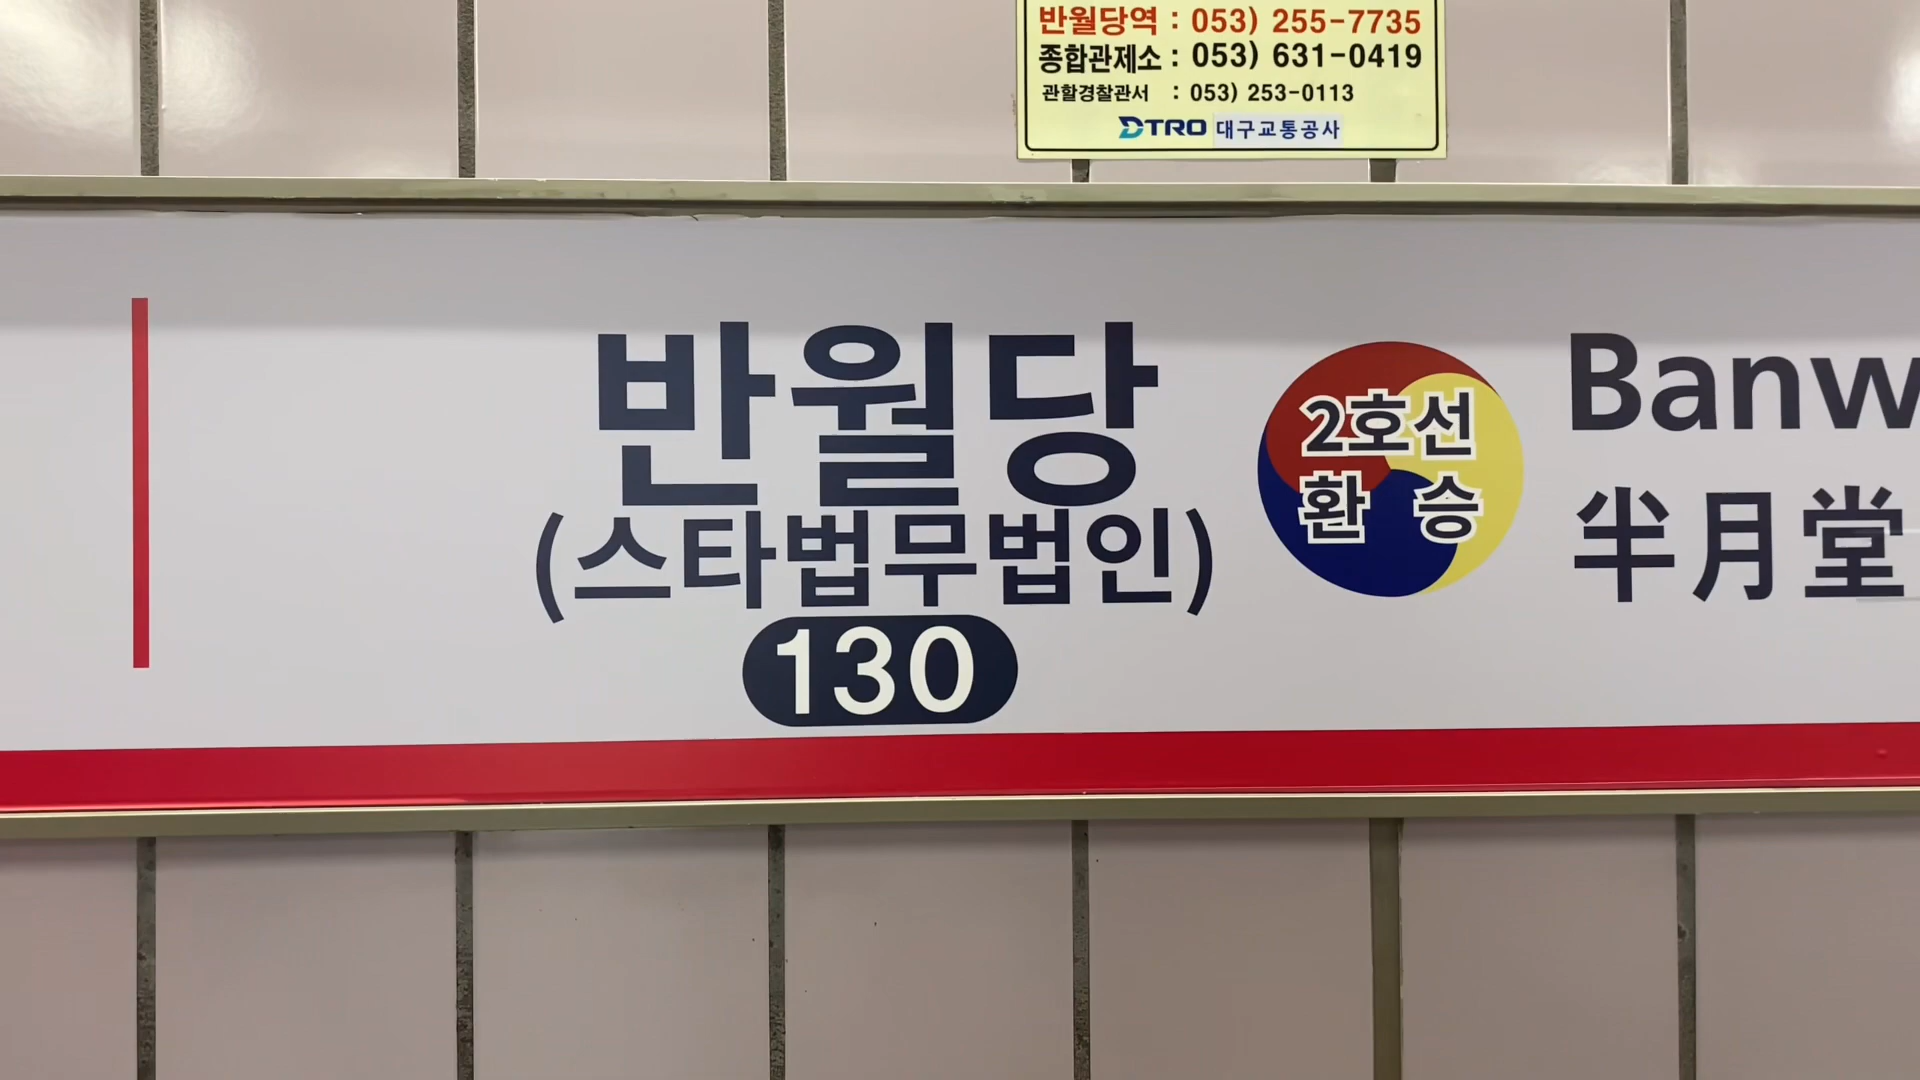 반월당역 : 053) 255-7735
종합관제소 : 053) 631-0419
관할경찰관서 : 053) 253-0113
DTRO 대구교통공사
반월당
(스타법무법인)
130
2호선
환 승
Banw
半月堂